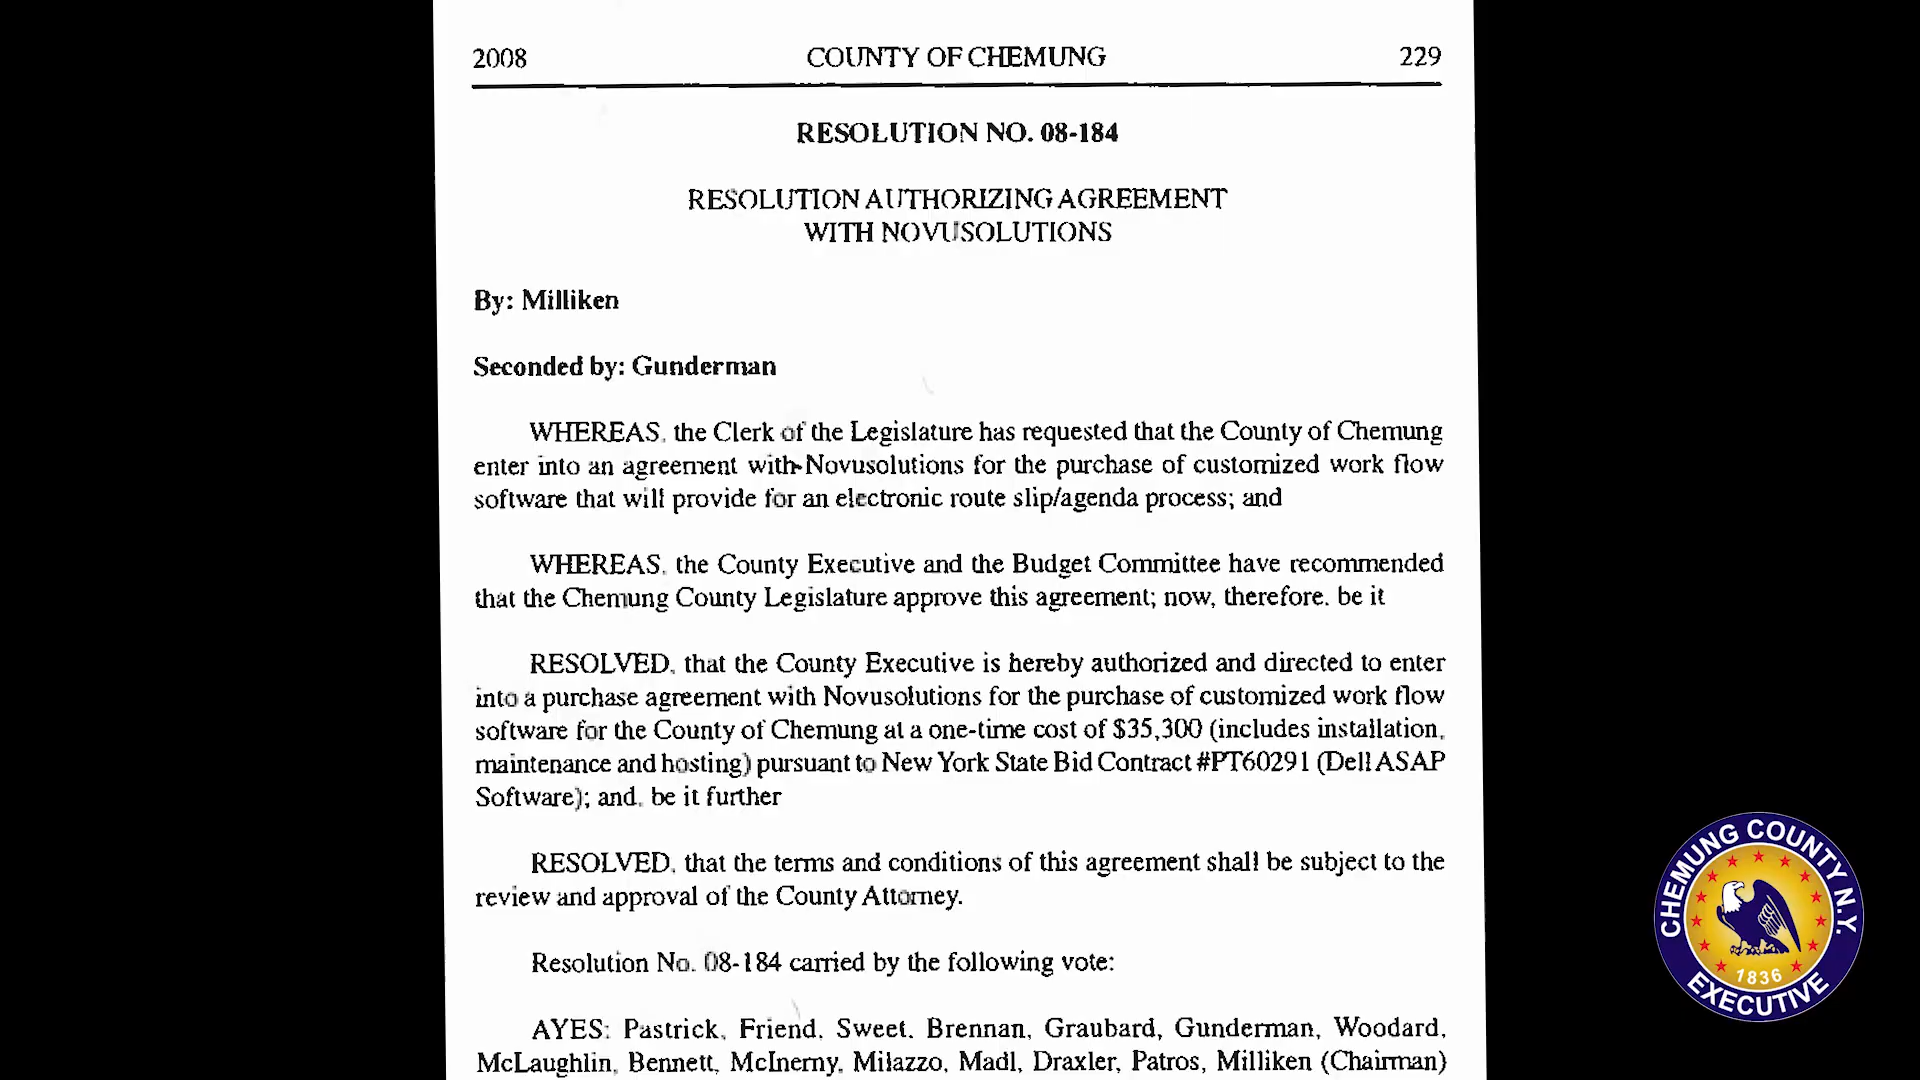 2008 COUNTY OF CHEMUNG 229
RESOLUTION NO. 08-184
RESOLUTION AUTHORIZING AGREEMENT
WITH NOVUSOLUTIONS
By: Milliken
Seconded by: Gunderman
WHEREAS, the Clerk of the Legislature has requested that the County of Chemung
enter into an agreement with Novusolutions for the purchase of customized work flow
software that will provide for an electronic route slip/agenda process; and
WHEREAS, the County Executive and the Budget Committee have recommended
that the Chemung County Legislature approve this agreement; now, therefore, be it
RESOLVED, that the County Executive is hereby authorized and directed to enter
into a purchase agreement with Novusolutions for the purchase of customized work flow
software for the County of Chemung at a one-time cost of $35,300 (includes installation,
maintenance and hosting) pursuant to New York State Bid Contract #PT60291 (Dell ASAP
Software); and, be it further
RESOLVED, that the terms and conditions of this agreement shall be subject to the
review and approval of the County Attorney.
Resolution No. 08-184 carried by the following vote:
AYES: Pastrick, Friend, Sweet, Brennan, Graubard, Gunderman, Woodard,
McLaughlin, Bennett, McInerny, Milazzo, Madl, Draxler, Patros, Milliken (Chairman)
CHEMUNG COUNTY N.Y.
1836
EXECUTIVE